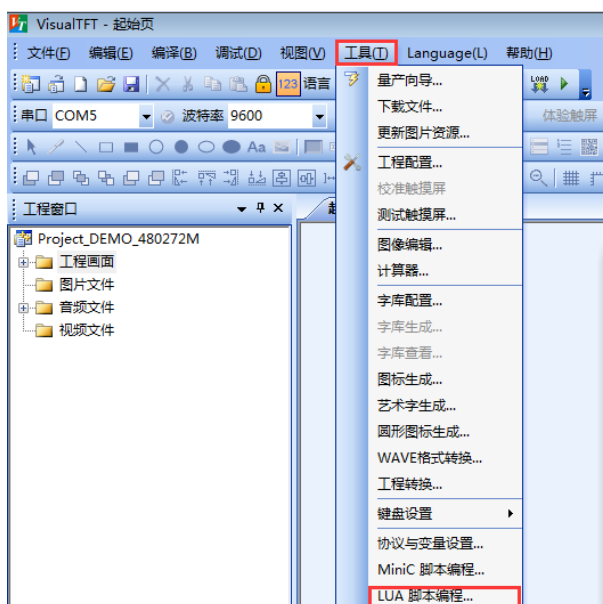 VisualTFT - 起始页
文件(F) 编辑(E) 编译(B) 调试(D) 视图(V) 工具(T) Language(L) 帮助(H)
123 语言
LOAD
串口 COM5 波特率 9600 体验触屏
Aa
工程窗口
Project_DEMO_480272M
工程画面
图片文件
音频文件
视频文件
量产向导...
下载文件...
更新图片资源...
工程配置...
校准触摸屏
测试触摸屏...
图像编辑...
计算器...
字库配置...
字库生成...
字库查看...
图标生成...
艺术字生成...
圆形图标生成...
WAVE格式转换...
工程转换...
键盘设置
协议与变量设置...
MiniC 脚本编程...
LUA 脚本编程...